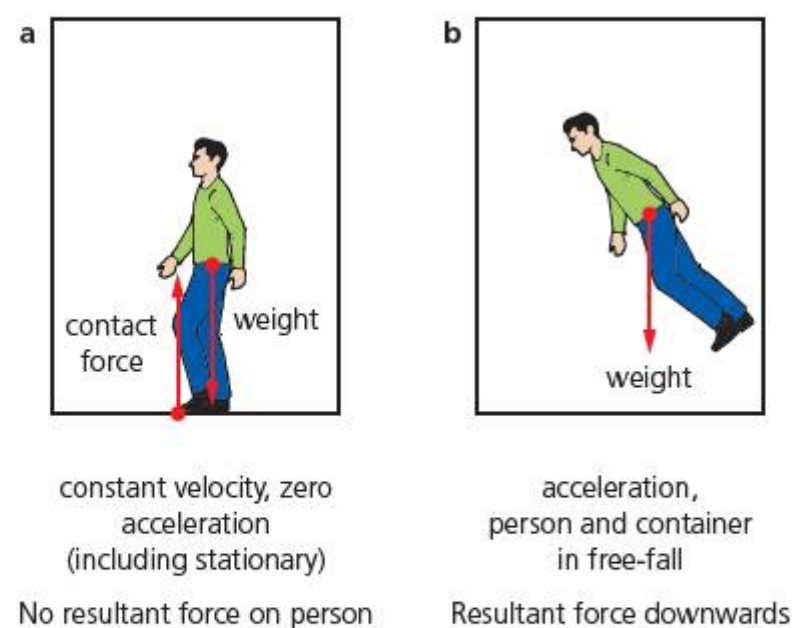 a
contact
force
weight
constant velocity, zero
acceleration
(including stationary)
No resultant force on person
b
weight
acceleration,
person and container
in free-fall
Resultant force downwards